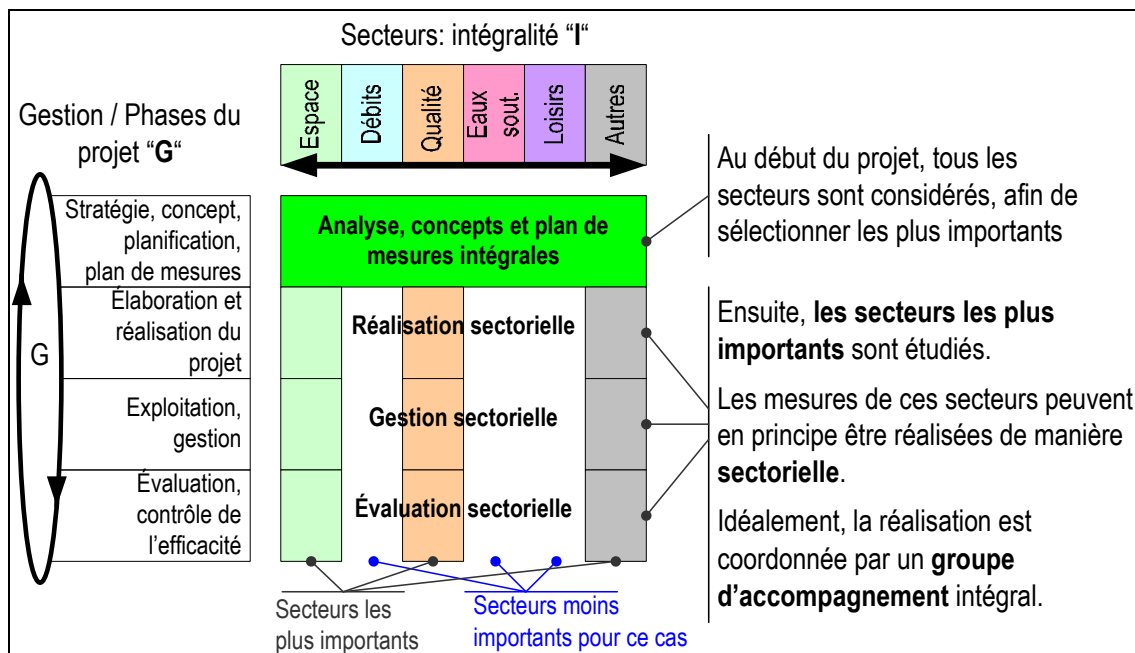 Secteurs: intégralité “I“
Espace
Débits
Qualité
Eaux
sout.
Loisirs
Autres
Gestion / Phases du
projet “G“
G
Stratégie, concept,
planification,
plan de mesures
Élaboration et
réalisation du
projet
Exploitation,
gestion
Évaluation,
contrôle de
l’efficacité
Analyse, concepts et plan de
mesures intégrales
Réalisation sectorielle
Gestion sectorielle
Évaluation sectorielle
Secteurs les
plus importants
Secteurs moins
importants pour ce cas
Au début du projet, tous les
secteurs sont considérés, afin de
sélectionner les plus importants
Ensuite, les secteurs les plus
importants sont étudiés.
Les mesures de ces secteurs peuvent
en principe être réalisées de manière
sectorielle.
Idéalement, la réalisation est
coordonnée par un groupe
d’accompagnement intégral.